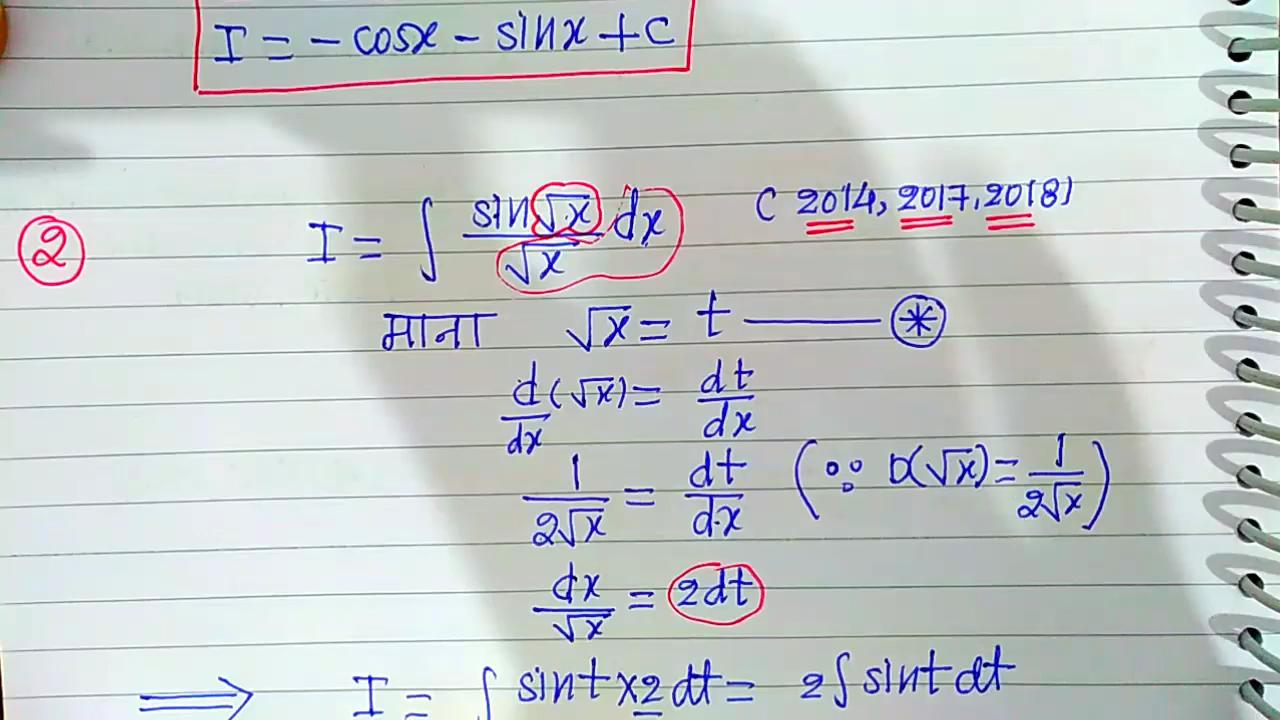 I = - cosx - sinx + c
② I = ∫ sin√x/√x dx ( 2014, 2017, 2018)
माना √x = t ——— ⊛
d/dx (√x) = dt/dx
1/2√x = dt/dx (∵ D(√x) = 1/2√x)
dx/√x = 2dt
⟹ I = ∫ sint x 2 dt = 2∫ sint dt